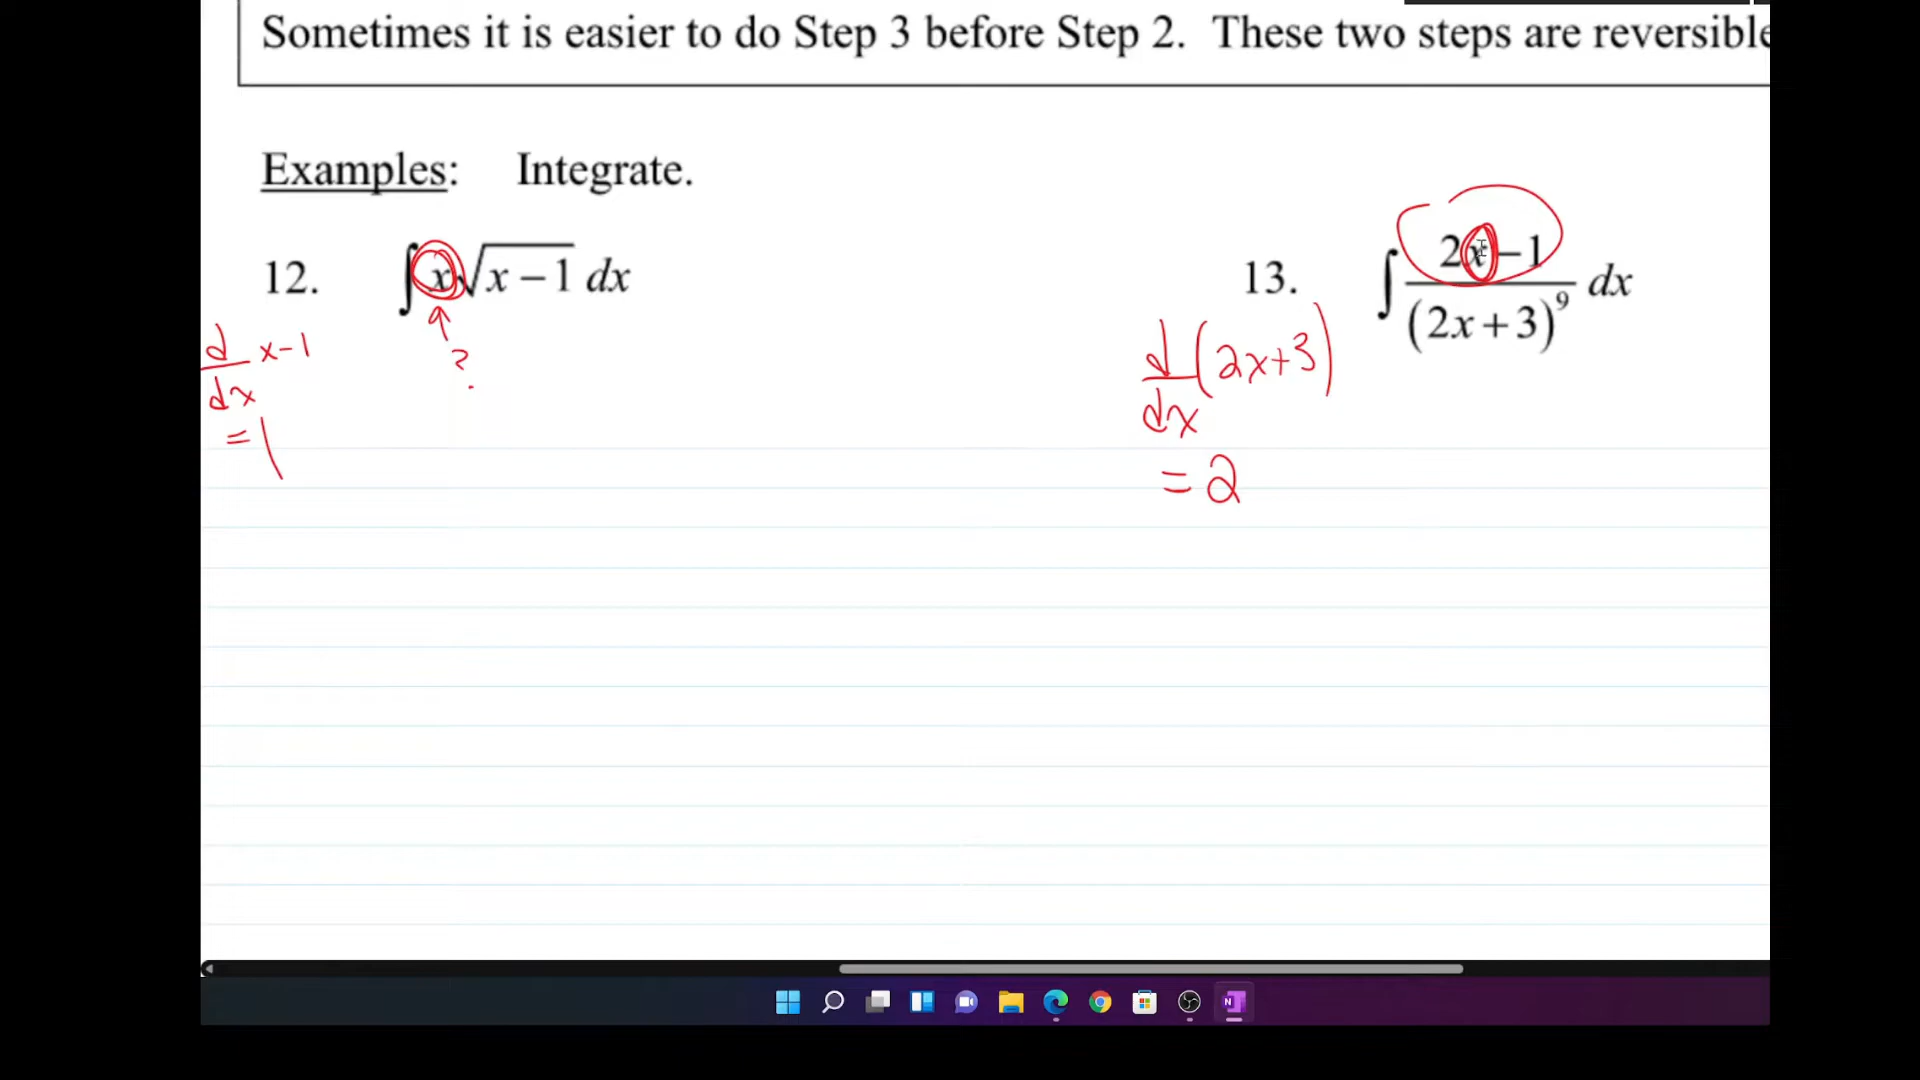 Sometimes it is easier to do Step 3 before Step 2. These two steps are reversible
Examples: Integrate.
12. ∫ x√(x – 1) dx
?
d/dx x-1
= 1
13. ∫ (2x – 1)/(2x + 3)⁹ dx
d/dx (2x+3)
= 2